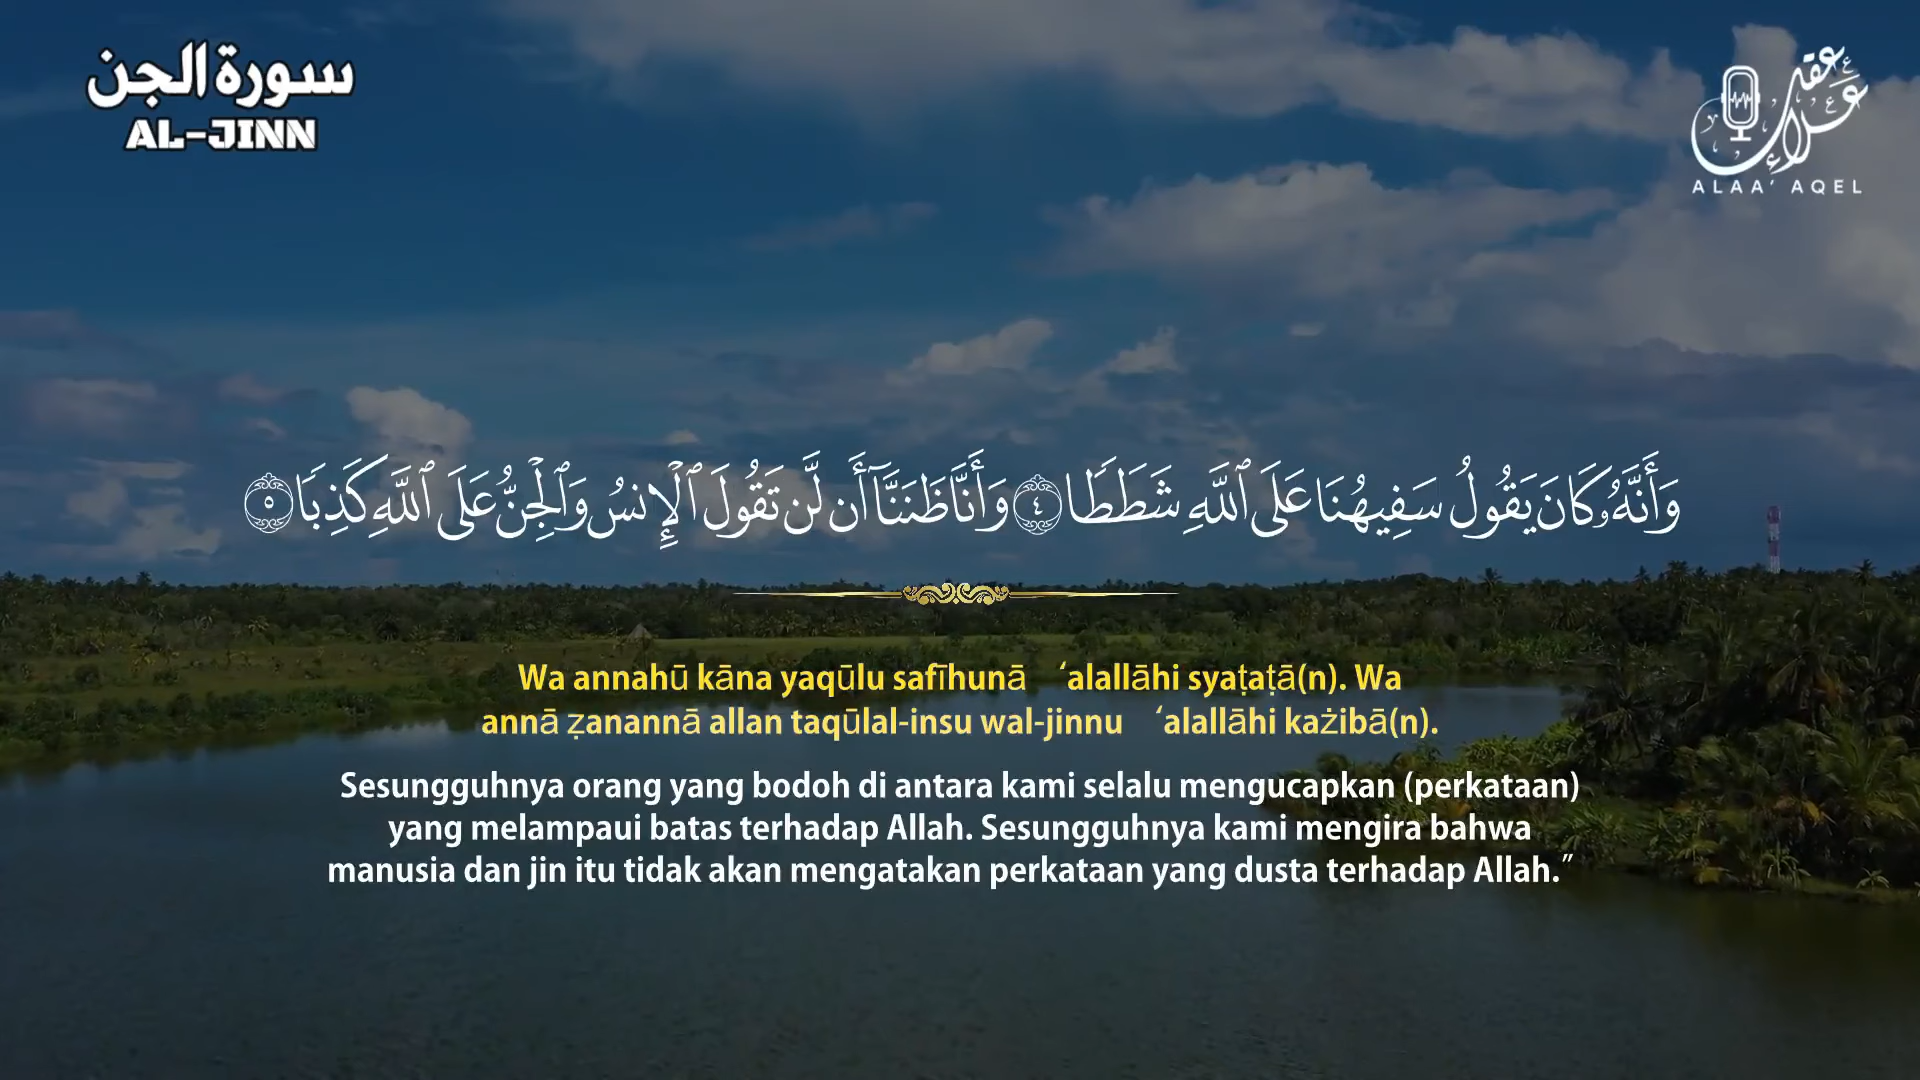 سورة الجن
AL-JINN
علاء عقل
ALAA' AQEL
وَأَنَّهُۥ كَانَ يَقُولُ سَفِيهُنَا عَلَى ٱللَّهِ شَطَطًا ٤ وَأَنَّا ظَنَنَّآ أَن لَّن تَقُولَ ٱلْإِنسُ وَٱلْجِنُّ عَلَى ٱللَّهِ كَذِبًا ٥
Wa annahū kāna yaqūlu safīhunā ‘alallāhi syaṭaṭā(n). Wa
annā ẓanannā allan taqūlal-insu wal-jinnu ‘alallāhi każibā(n).
Sesungguhnya orang yang bodoh di antara kami selalu mengucapkan (perkataan)
yang melampaui batas terhadap Allah. Sesungguhnya kami mengira bahwa
manusia dan jin itu tidak akan mengatakan perkataan yang dusta terhadap Allah.”